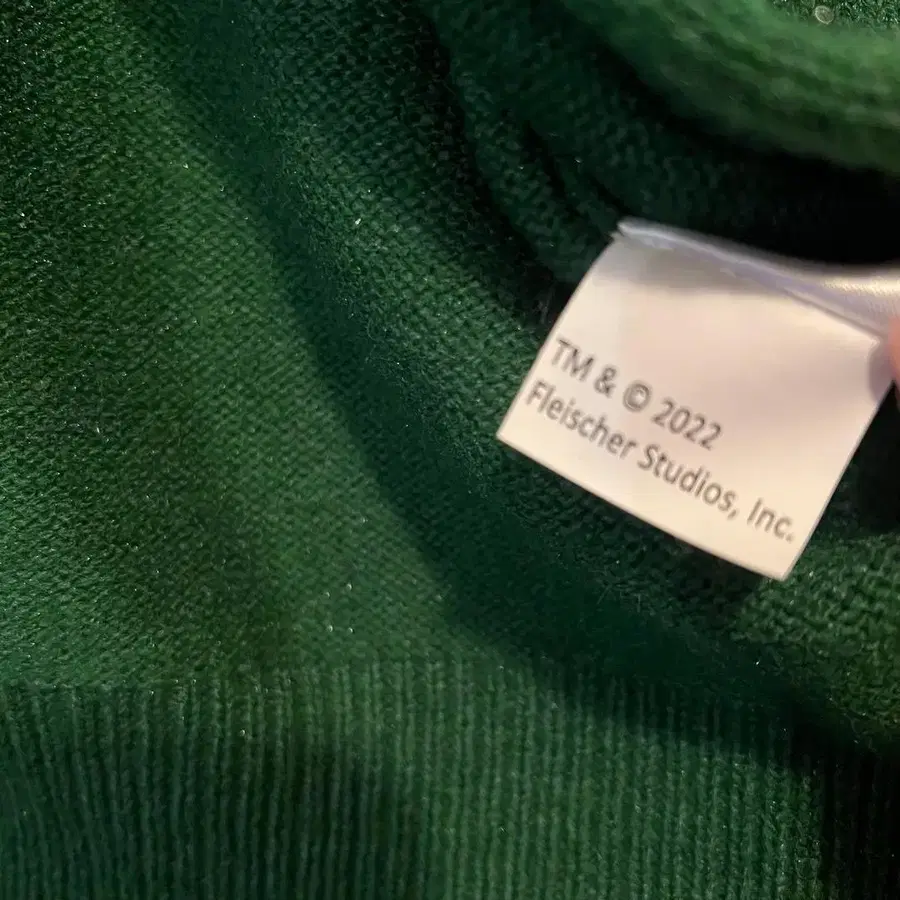 TM & © 2022
Fleischer Studios, Inc.